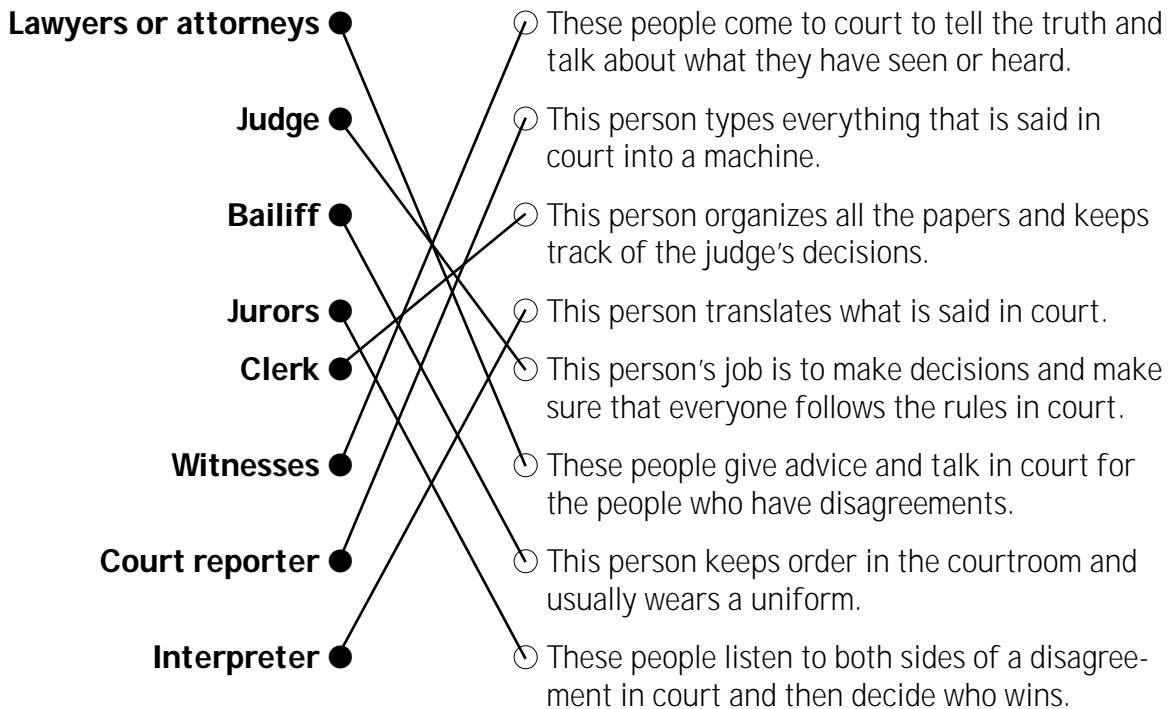 Lawyers or attorneys
These people come to court to tell the truth and
talk about what they have seen or heard.
Judge
This person types everything that is said in
court into a machine.
Bailiff
This person organizes all the papers and keeps
track of the judge's decisions.
Jurors
This person translates what is said in court.
Clerk
This person's job is to make decisions and make
sure that everyone follows the rules in court.
Witnesses
These people give advice and talk in court for
the people who have disagreements.
Court reporter
This person keeps order in the courtroom and
usually wears a uniform.
Interpreter
These people listen to both sides of a disagree-
ment in court and then decide who wins.